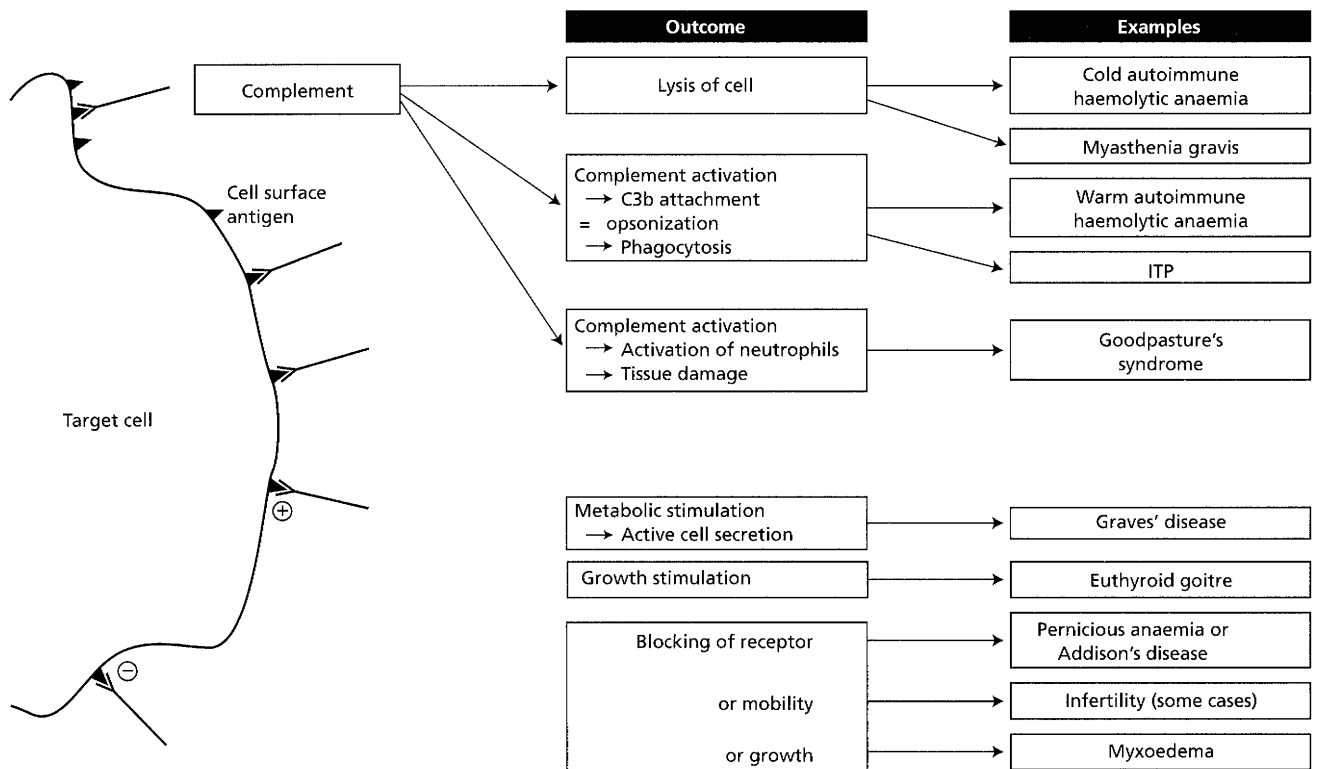 Outcome
Examples
Complement
Lysis of cell
Cold autoimmune
haemolytic anaemia
Myasthenia gravis
Cell surface
antigen
Complement activation
→ C3b attachment
= opsonization
→ Phagocytosis
Warm autoimmune
haemolytic anaemia
ITP
Complement activation
→ Activation of neutrophils
→ Tissue damage
Goodpasture's
syndrome
Target cell
+
Metabolic stimulation
→ Active cell secretion
Graves' disease
Growth stimulation
Euthyroid goitre
Blocking of receptor
Pernicious anaemia or
Addison's disease
−
or mobility
Infertility (some cases)
or growth
Myxoedema